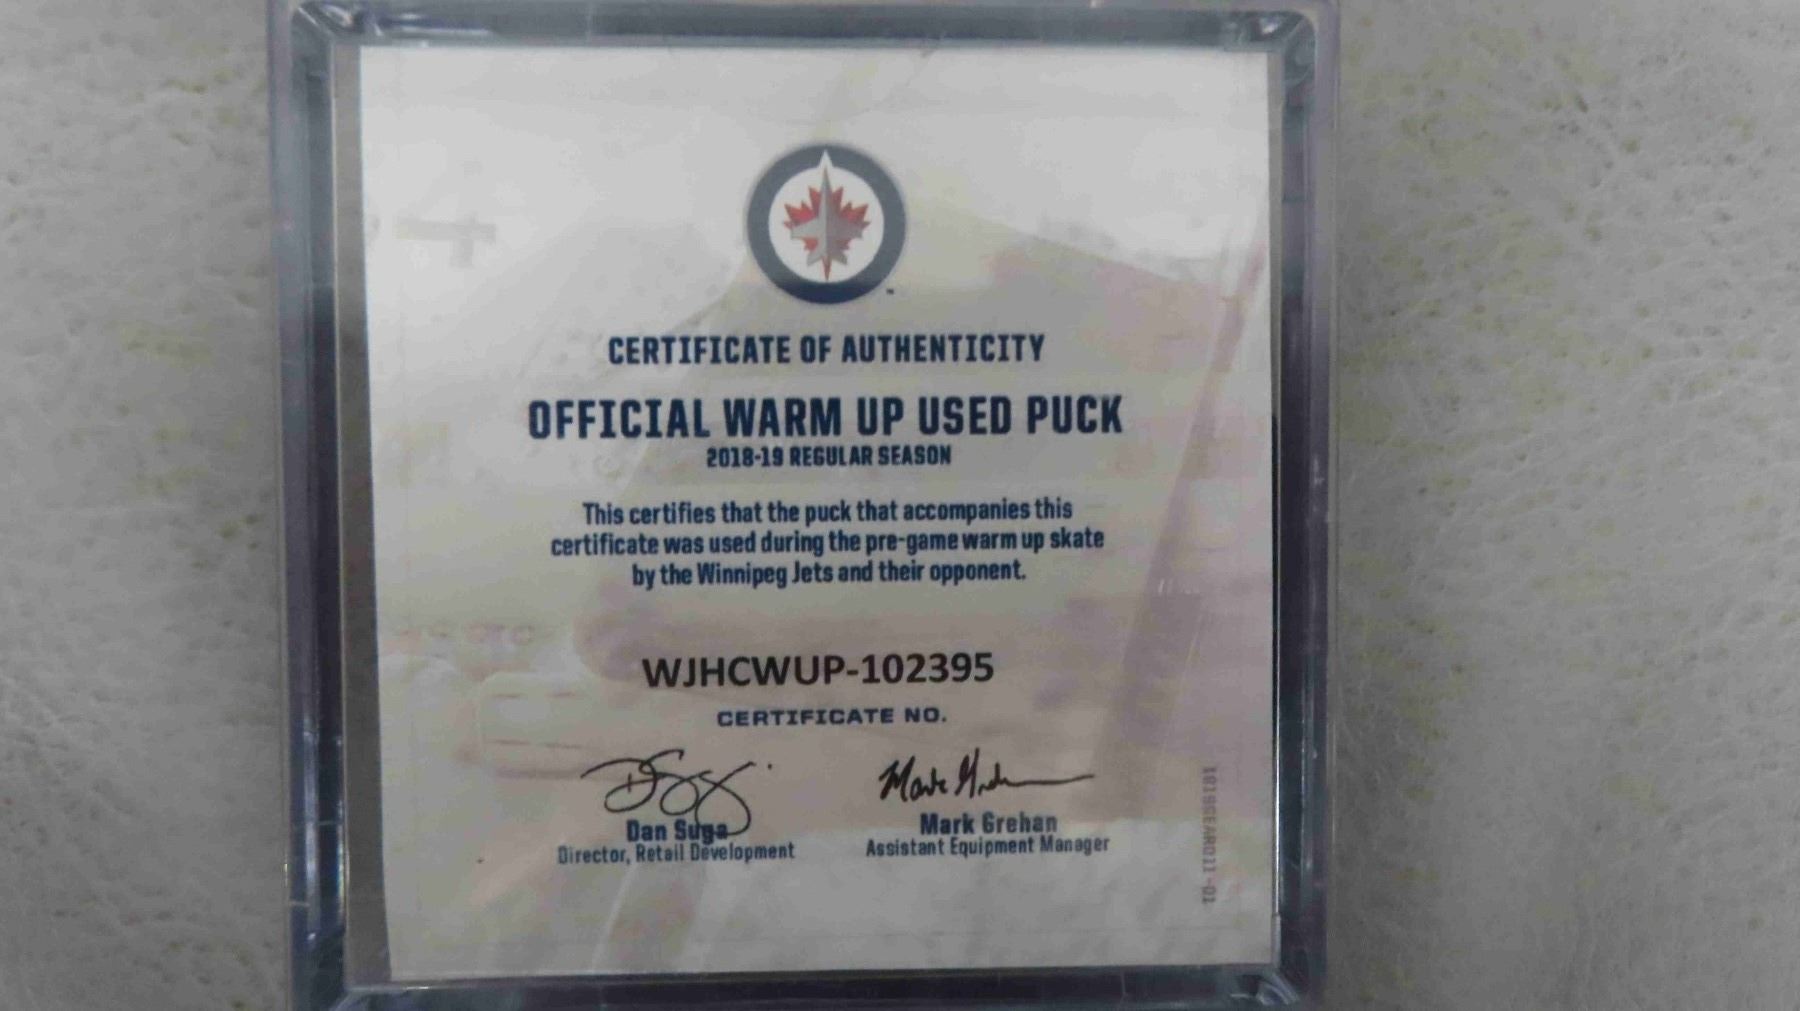 CERTIFICATE OF AUTHENTICITY
OFFICIAL WARM UP USED PUCK
2018-19 REGULAR SEASON
This certifies that the puck that accompanies this
certificate was used during the pre-game warm up skate
by the Winnipeg Jets and their opponent.
WJHCWUP-102395
CERTIFICATE NO.
Dan Suga
Director, Retail Development
Mark Grehan
Assistant Equipment Manager
1819GEAR011-01